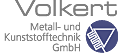 Volkert
Metall- und
Kunststofftechnik
GmbH